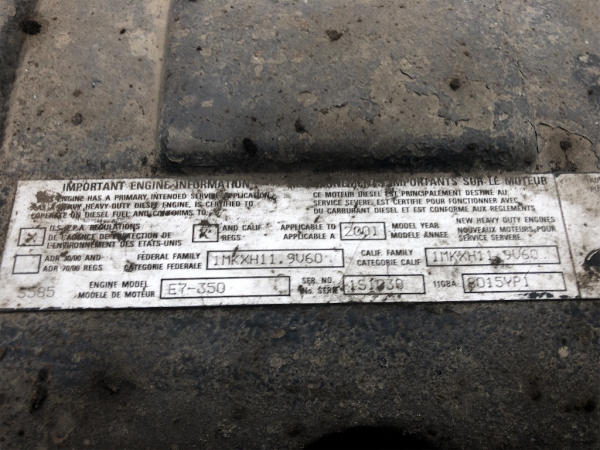 IMPORTANT ENGINE INFORMATION
IMPORTANTS SUR LE MOTEUR
ENGINE HAS A PRIMARY, INTENDED SERVICE APPLICATION
HEAVY, HEAVY-DUTY DIESEL ENGINE, IS CERTIFIED TO
OPERATE ON DIESEL FUEL AND CONFORMS TO:
CE MOTEUR DIESEL EST PRINCIPALEMENT DESTINE AU
SERVICE SEVERE, EST CERTIFIE POUR FONCTIONNER AVEC
DU CARBURANT DIESEL ET CONFORME AUX REGLEMENTS
X U.S. E.P.A. REGULATIONS
DE L'AGENCE DE PROTECTION DE
L'ENVIRONNEMENT DES ETATS-UNIS
AND CALIF REGS
APPLICABLE TO
APPLICABLE A
2001
MODEL YEAR
MODELE ANNEE
NEW HEAVY DUTY ENGINES
NOUVEAUX MOTEURS POUR
SERVICE SEVERE
ADR 30/00 AND
ADR 70/00 REGS
FEDERAL FAMILY
CATEGORIE FEDERALE
1MKXH11.9V60
CALIF. FAMILY
CATEGORIE CALIF
1MKXH11.9V60
5565
ENGINE MODEL
MODELE DE MOTEUR
E7-350
SER. NO.
No. SERIE
11GBA
8015YP1